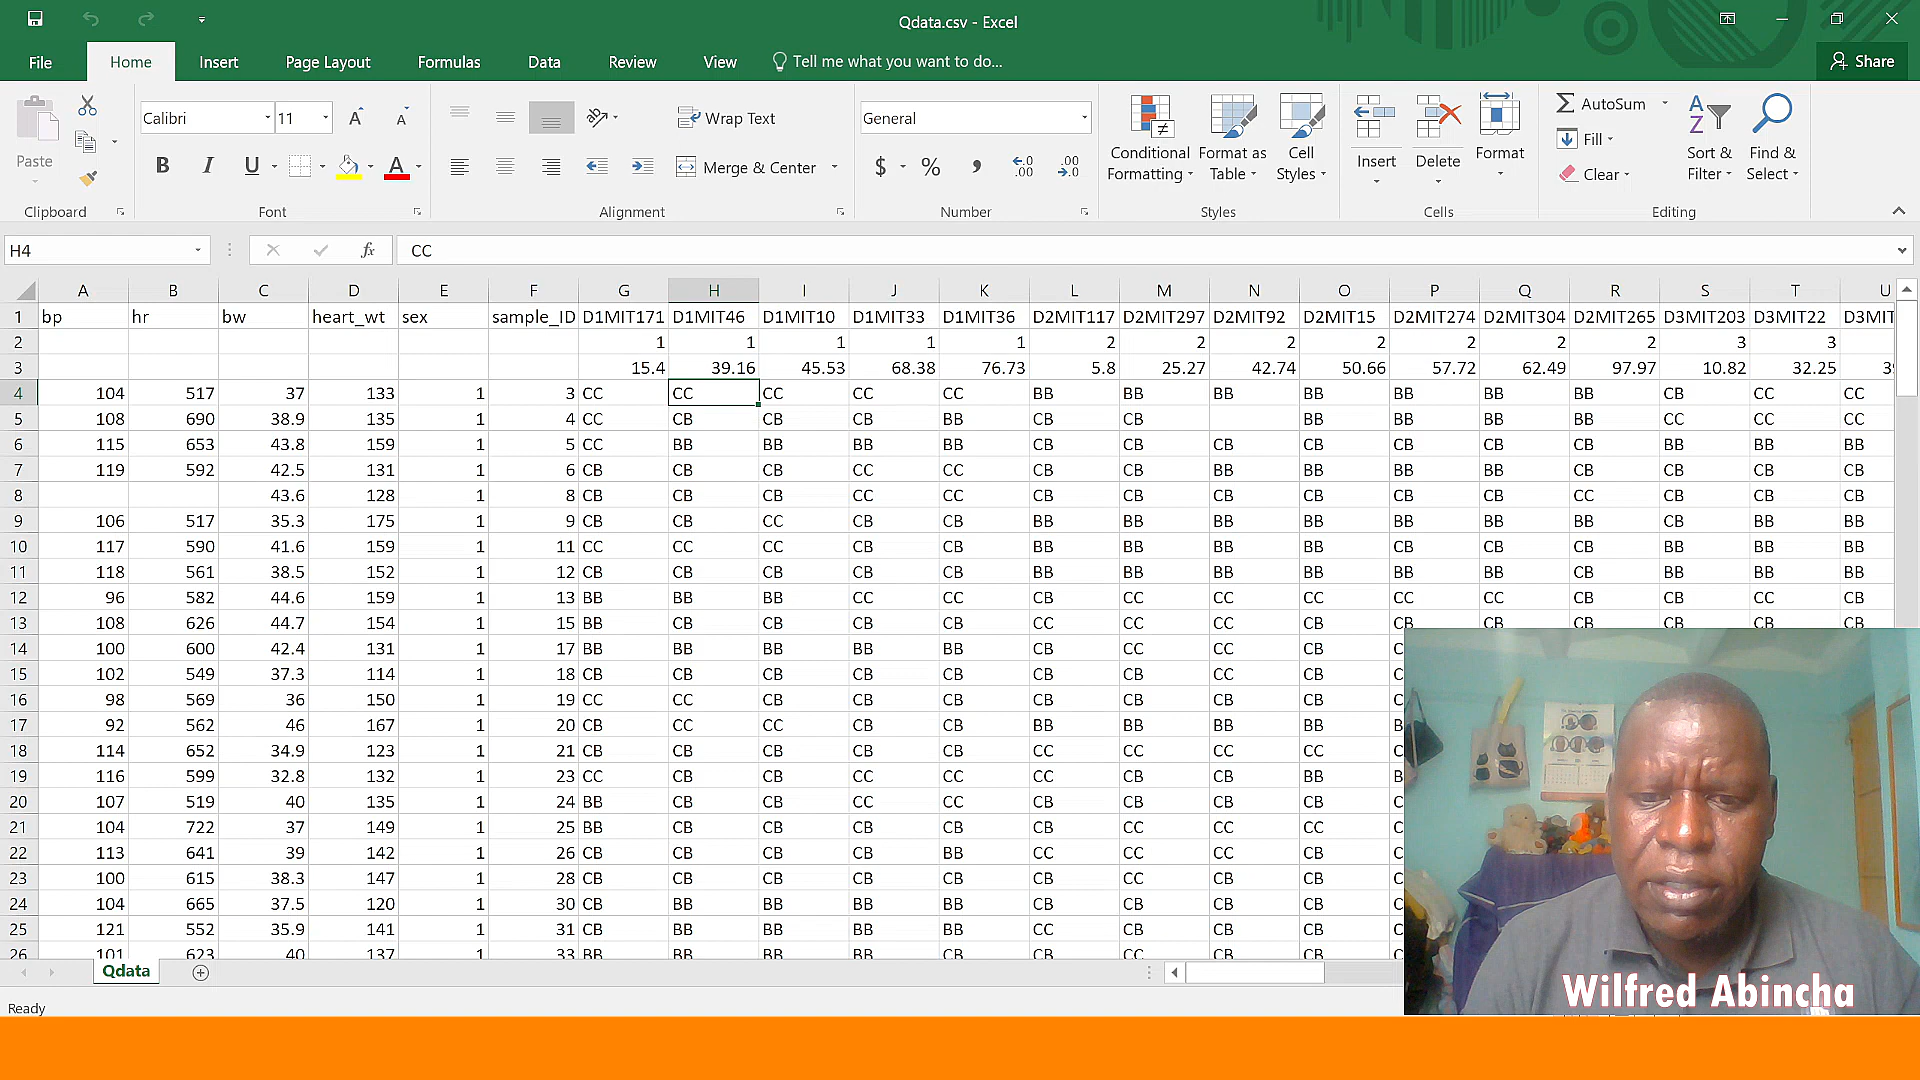 Qdata.csv - Excel
File Home Insert Page Layout Formulas Data Review View Tell me what you want to do... Share
Paste Calibri 11 Wrap Text General Conditional Formatting Format as Table Cell Styles Insert Delete Format AutoSum Fill Clear Sort & Filter Find & Select
B I U A Merge & Center $ % , .00 .0
Clipboard Font Alignment Number Styles Cells Editing
H4 fx CC
A B C D E F G H I J K L M N O P Q R S T U
1 bp hr bw heart_wt sex sample_ID D1MIT171 D1MIT46 D1MIT10 D1MIT33 D1MIT36 D2MIT117 D2MIT297 D2MIT92 D2MIT15 D2MIT274 D2MIT304 D2MIT265 D3MIT203 D3MIT22 D3MIT
2 1 1 1 1 1 2 2 2 2 2 2 2 3 3
3 15.4 39.16 45.53 68.38 76.73 5.8 25.27 42.74 50.66 57.72 62.49 97.97 10.82 32.25
4 104 517 37 133 1 3 CC CC CC CC CC BB BB BB BB BB BB BB CB CC CC
5 108 690 38.9 135 1 4 CC CB CB CB BB CB CB BB BB BB BB CC CC CC
6 115 653 43.8 159 1 5 CC BB BB BB BB CB CB CB CB CB CB CB BB BB BB
7 119 592 42.5 131 1 6 CB CB CB CC CC CB CB BB BB BB BB CB CB CB CB
8 43.6 128 1 8 CB CB CB CC CC CB CB CB CB CB CB CC CB CB CB
9 106 517 35.3 175 1 9 CB CB CC CB CB BB BB BB BB BB BB BB CB BB BB
10 117 590 41.6 159 1 11 CC CC CC CB CB BB BB BB BB CB CB CB BB BB BB
11 118 561 38.5 152 1 12 CB CB CB CB CB BB BB BB BB BB BB CB BB BB BB
12 96 582 44.6 159 1 13 BB BB BB CC CC CB CC CC CC CC CC CB CB CC CB
13 108 626 44.7 154 1 15 BB CB CB CB CB CC CC CC CB CB CB CB CB CB CB
14 100 600 42.4 131 1 17 BB BB BB BB BB CB CC CC CB C
15 102 549 37.3 114 1 18 CB CB CB CB CB CB CC CC CB C
16 98 569 36 150 1 19 CC CC CB CB CB CB CB CB CB C
17 92 562 46 167 1 20 CB CC CC CB CB BB BB BB BB B
18 114 652 34.9 123 1 21 CB CB CB CB CB CC CC CC CC C
19 116 599 32.8 132 1 23 CC CB CB CC CC CC CB CB BB B
20 107 519 40 135 1 24 BB CB CB CC CC CB CB CB CB C
21 104 722 37 149 1 25 BB CB CB CB CB CB CC CC CC C
22 113 641 39 142 1 26 CB CB CB CB BB CC CC CC CB C
23 100 615 38.3 147 1 28 CB CB CB CB CB CB CC CB CB C
24 104 665 37.5 120 1 30 CB BB BB BB BB CB CB CB CB C
25 121 552 35.9 141 1 31 CB BB BB BB BB CC CB CB CB C
26 101 623 40 137 1 33 BB BB BB BB BB CB CC CB CB C
Qdata
Ready
Wilfred Abincha